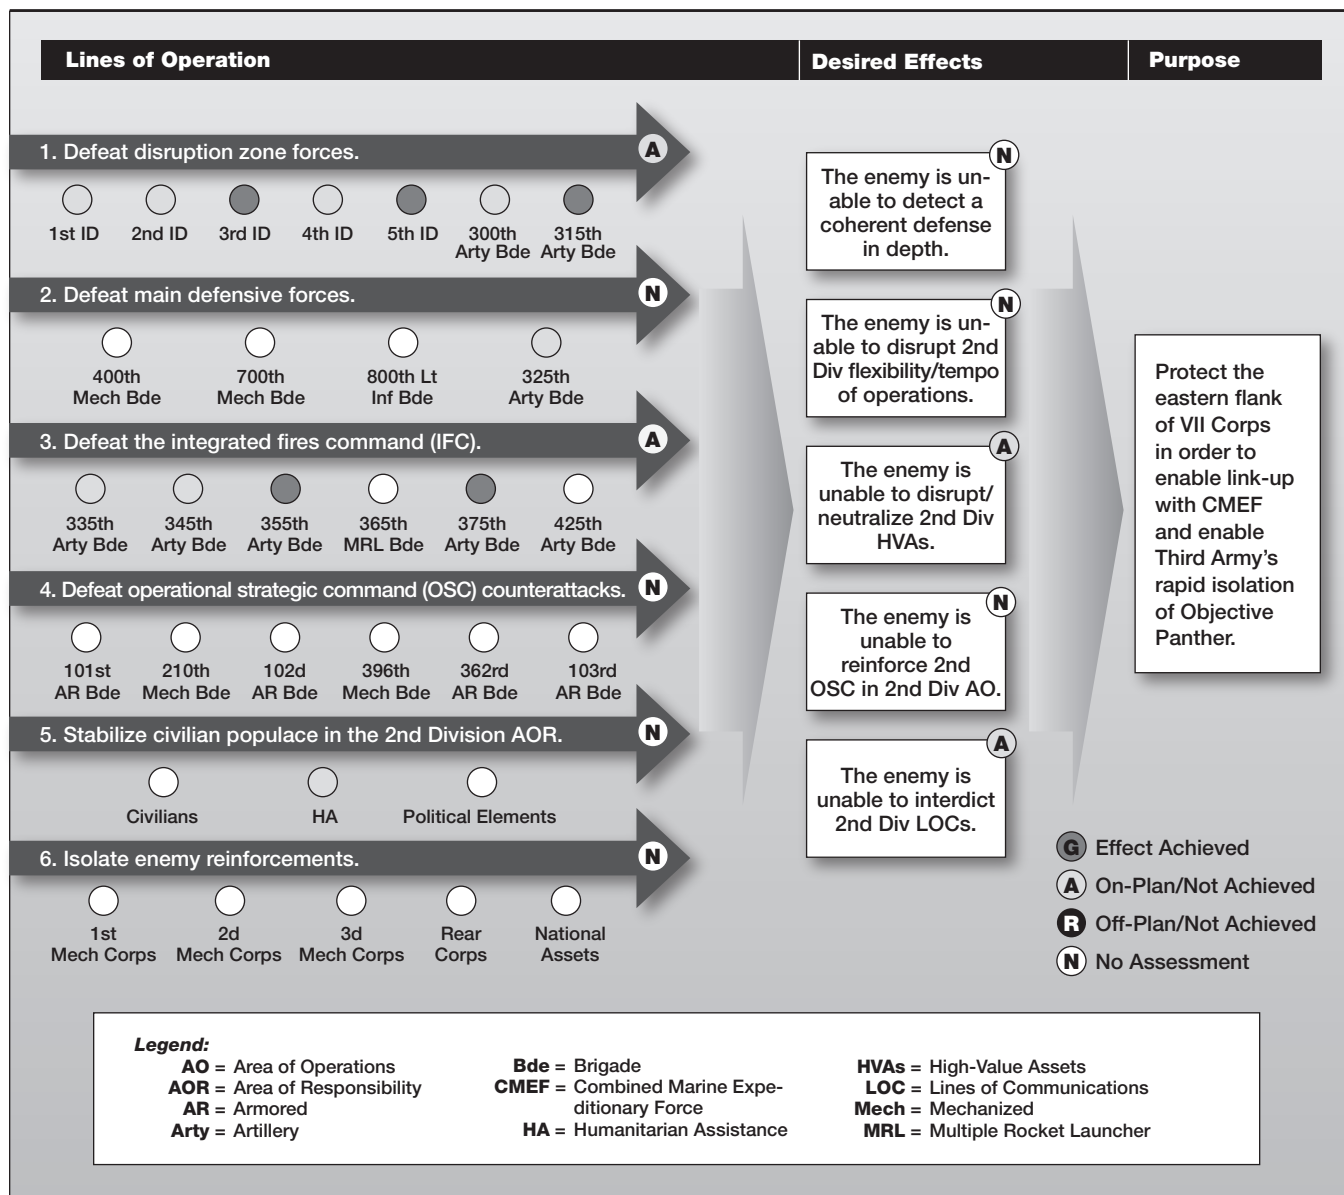 Lines of Operation
Desired Effects
Purpose
1. Defeat disruption zone forces.
A
1st ID
2nd ID
3rd ID
4th ID
5th ID
300th
Arty Bde
315th
Arty Bde
2. Defeat main defensive forces.
N
400th
Mech Bde
700th
Mech Bde
800th Lt
Inf Bde
325th
Arty Bde
3. Defeat the integrated fires command (IFC).
A
335th
Arty Bde
345th
Arty Bde
355th
Arty Bde
365th
MRL Bde
375th
Arty Bde
425th
Arty Bde
4. Defeat operational strategic command (OSC) counterattacks.
N
101st
AR Bde
210th
Mech Bde
102d
AR Bde
396th
Mech Bde
362rd
AR Bde
103rd
AR Bde
5. Stabilize civilian populace in the 2nd Division AOR.
N
Civilians
HA
Political Elements
6. Isolate enemy reinforcements.
N
1st
Mech Corps
2d
Mech Corps
3d
Mech Corps
Rear
Corps
National
Assets
N
The enemy is un-
able to detect a
coherent defense
in depth.
N
The enemy is un-
able to disrupt 2nd
Div flexibility/tempo
of operations.
A
The enemy is
unable to disrupt/
neutralize 2nd Div
HVAs.
N
The enemy is
unable to
reinforce 2nd
OSC in 2nd Div AO.
A
The enemy is
unable to interdict
2nd Div LOCs.
Protect the
eastern flank
of VII Corps
in order to
enable link-up
with CMEF
and enable
Third Army's
rapid isolation
of Objective
Panther.
G Effect Achieved
A On-Plan/Not Achieved
R Off-Plan/Not Achieved
N No Assessment
Legend:
AO = Area of Operations
AOR = Area of Responsibility
AR = Armored
Arty = Artillery
Bde = Brigade
CMEF = Combined Marine Expe-
ditionary Force
HA = Humanitarian Assistance
HVAs = High-Value Assets
LOC = Lines of Communications
Mech = Mechanized
MRL = Multiple Rocket Launcher